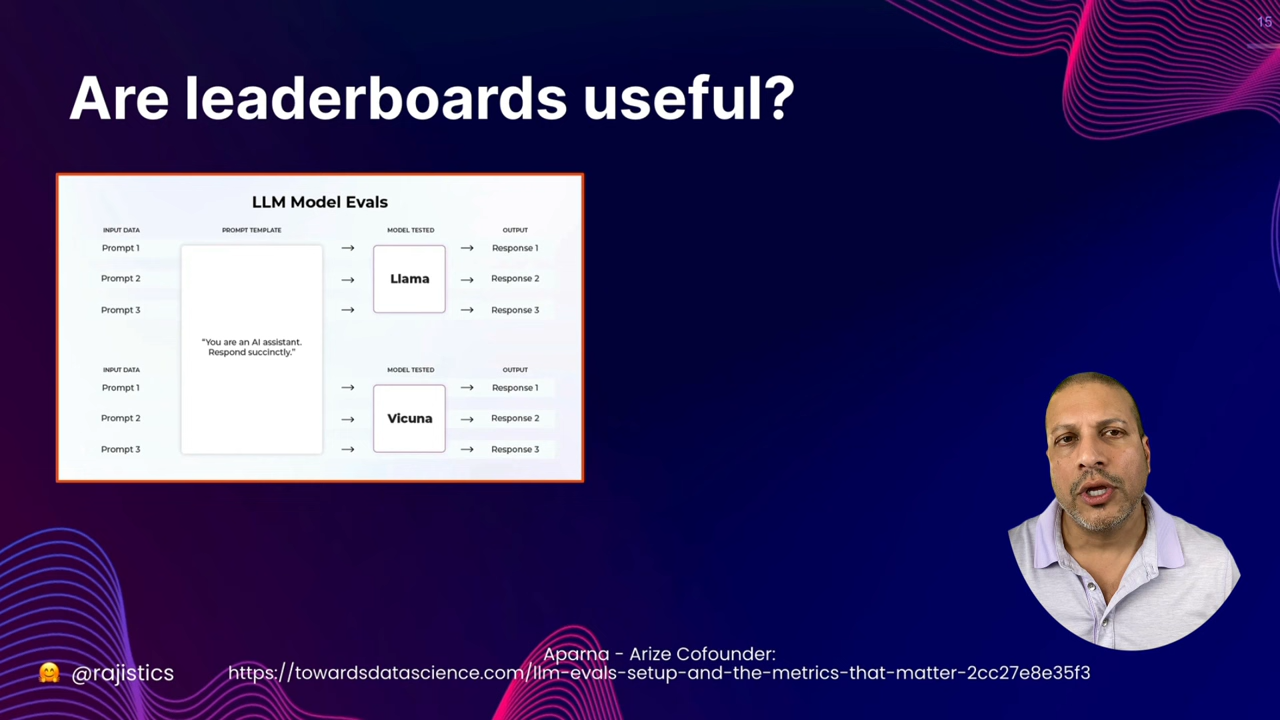 15
Are leaderboards useful?
LLM Model Evals
INPUT DATA PROMPT TEMPLATE MODEL TESTED OUTPUT
Prompt 1 → Response 1
Prompt 2 → Llama → Response 2
Prompt 3 → → Response 3
"You are an AI assistant.
Respond succinctly."
INPUT DATA MODEL TESTED OUTPUT
Prompt 1 → → Response 1
Prompt 2 → Vicuna → Response 2
Prompt 3 → → Response 3
Aparna - Arize Cofounder:
🤗 @rajistics https://towardsdatascience.com/llm-evals-setup-and-the-metrics-that-matter-2cc27e8e35f3